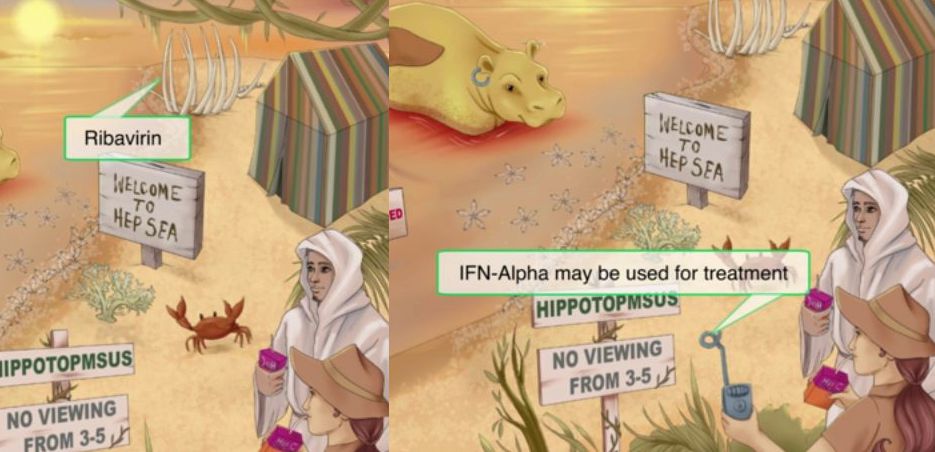 Ribavirin
WELCOME
TO
HEP SEA
HIPPOTOPMSUS
NO VIEWING
FROM 3-5
WELCOME
TO
HEP SEA
ED
IFN-Alpha may be used for treatment
HIPPOTOPMSUS
NO VIEWING
FROM 3-5